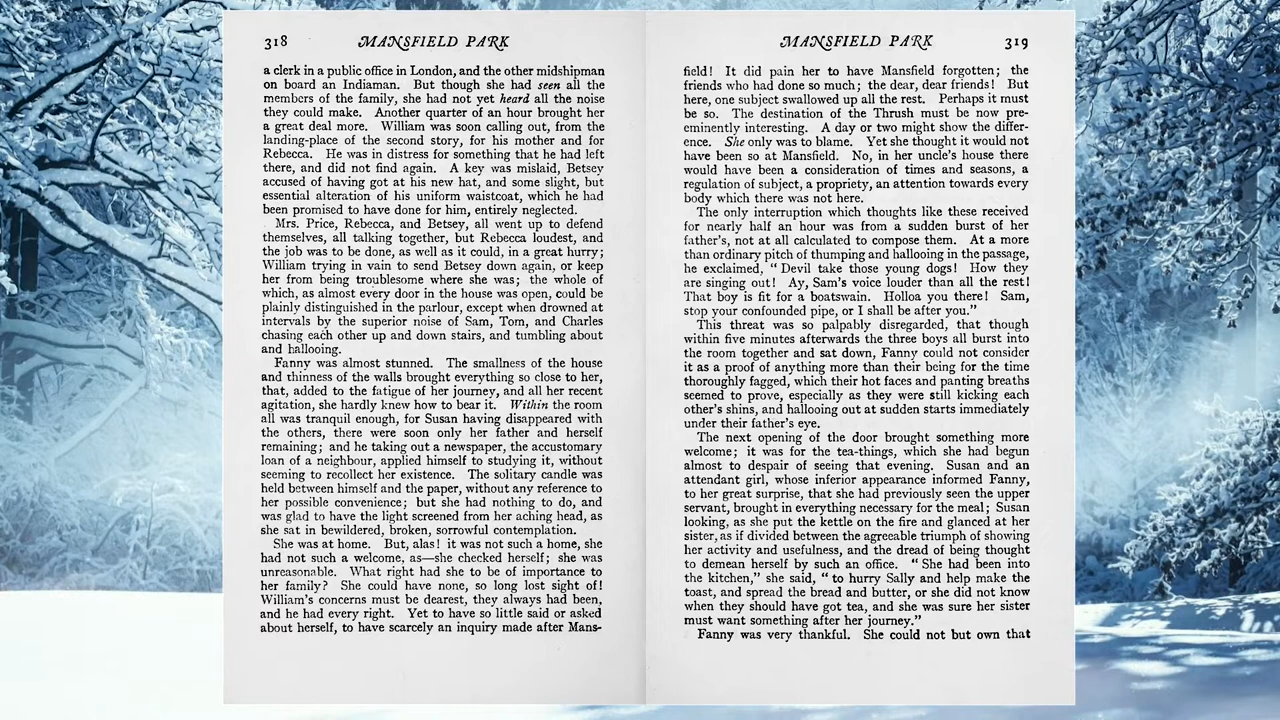 318 MANSFIELD PARK
a clerk in a public office in London, and the other midshipman
on board an Indiaman. But though she had seen all the
members of the family, she had not yet heard all the noise
they could make. Another quarter of an hour brought her
a great deal more. William was soon calling out, from the
landing-place of the second story, for his mother and for
Rebecca. He was in distress for something that he had left
there, and did not find again. A key was mislaid, Betsey
accused of having got at his new hat, and some slight, but
essential alteration of his uniform waistcoat, which he had
been promised to have done for him, entirely neglected.
Mrs. Price, Rebecca, and Betsey, all went up to defend
themselves, all talking together, but Rebecca loudest, and
the job was to be done, as well as it could, in a great hurry;
William trying in vain to send Betsey down again, or keep
her from being troublesome where she was; the whole of
which, as almost every door in the house was open, could be
plainly distinguished in the parlour, except when drowned at
intervals by the superior noise of Sam, Tom, and Charles
chasing each other up and down stairs, and tumbling about
and hallooing.
Fanny was almost stunned. The smallness of the house
and thinness of the walls brought everything so close to her,
that, added to the fatigue of her journey, and all her recent
agitation, she hardly knew how to bear it. Within the room
all was tranquil enough, for Susan having disappeared with
the others, there were soon only her father and herself
remaining; and he taking out a newspaper, the accustomary
loan of a neighbour, applied himself to studying it, without
seeming to recollect her existence. The solitary candle was
held between himself and the paper, without any reference to
her possible convenience; but she had nothing to do, and
was glad to have the light screened from her aching head, as
she sat in bewildered, broken, sorrowful contemplation.
She was at home. But, alas! it was not such a home, she
had not such a welcome, as—she checked herself; she was
unreasonable. What right had she to be of importance to
her family? She could have none, so long lost sight of!
William's concerns must be dearest, they always had been,
and he had every right. Yet to have so little said or asked
about herself, to have scarcely an inquiry made after Mans-
MANSFIELD PARK 319
field! It did pain her to have Mansfield forgotten; the
friends who had done so much; the dear, dear friends! But
here, one subject swallowed up all the rest. Perhaps it must
be so. The destination of the Thrush must be now pre-
eminently interesting. A day or two might show the differ-
ence. She only was to blame. Yet she thought it would not
have been so at Mansfield. No, in her uncle's house there
would have been a consideration of times and seasons, a
regulation of subject, a propriety, an attention towards every
body which there was not here.
The only interruption which thoughts like these received
for nearly half an hour was from a sudden burst of her
father's, not at all calculated to compose them. At a more
than ordinary pitch of thumping and hallooing in the passage,
he exclaimed, " Devil take those young dogs! How they
are singing out! Ay, Sam's voice louder than all the rest!
That boy is fit for a boatswain. Holloa you there! Sam,
stop your confounded pipe, or I shall be after you."
This threat was so palpably disregarded, that though
within five minutes afterwards the three boys all burst into
the room together and sat down, Fanny could not consider
it as a proof of anything more than their being for the time
thoroughly fagged, which their hot faces and panting breaths
seemed to prove, especially as they were still kicking each
other's shins, and hallooing out at sudden starts immediately
under their father's eye.
The next opening of the door brought something more
welcome; it was for the tea-things, which she had begun
almost to despair of seeing that evening. Susan and an
attendant girl, whose inferior appearance informed Fanny,
to her great surprise, that she had previously seen the upper
servant, brought in everything necessary for the meal; Susan
looking, as she put the kettle on the fire and glanced at her
sister, as if divided between the agreeable triumph of showing
her activity and usefulness, and the dread of being thought
to demean herself by such an office. " She had been into
the kitchen," she said, " to hurry Sally and help make the
toast, and spread the bread and butter, or she did not know
when they should have got tea, and she was sure her sister
must want something after her journey."
Fanny was very thankful. She could not but own that